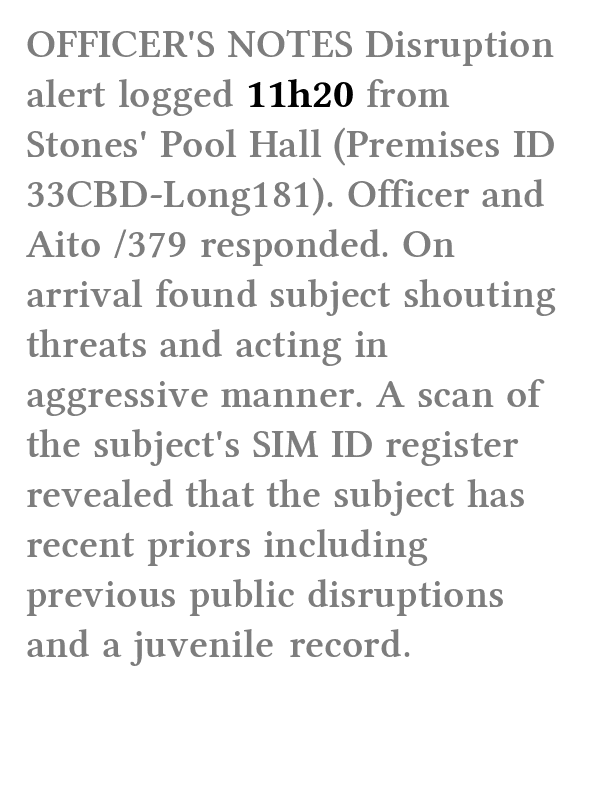 OFFICER'S NOTES Disruption
alert logged 11h20 from
Stones' Pool Hall (Premises ID
33CBD-Long181). Officer and
Aito /379 responded. On
arrival found subject shouting
threats and acting in
aggressive manner. A scan of
the subject's SIM ID register
revealed that the subject has
recent priors including
previous public disruptions
and a juvenile record.